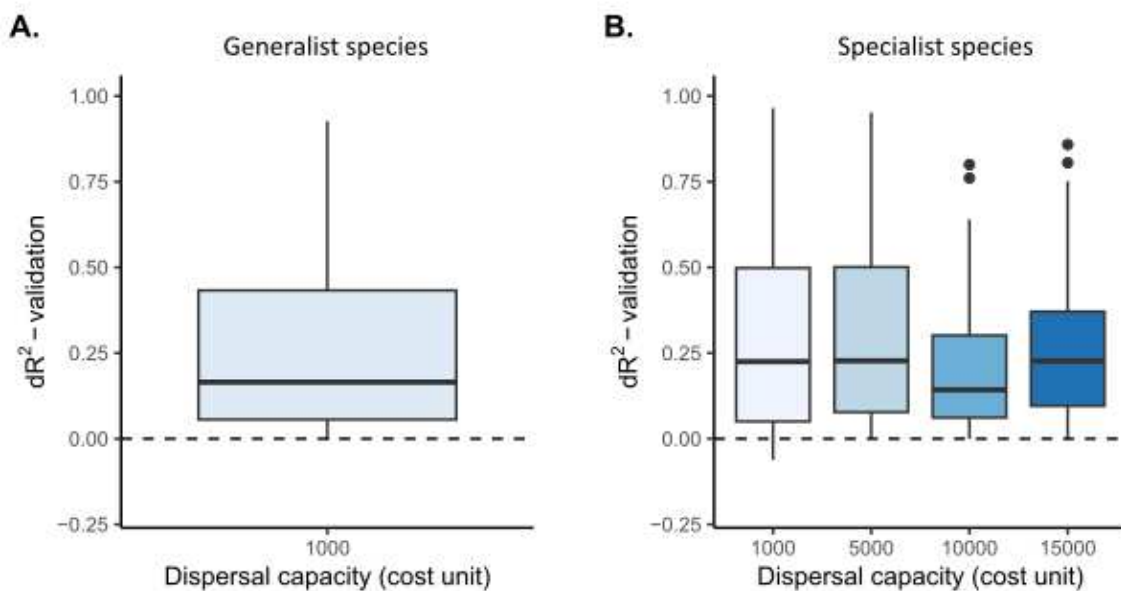 A.
Generalist species
1.00
0.75
0.50
0.25
0.00
−0.25
dR² − validation
1000
Dispersal capacity (cost unit)
B.
Specialist species
1.00
0.75
0.50
0.25
0.00
−0.25
dR² − validation
1000 5000 10000 15000
Dispersal capacity (cost unit)